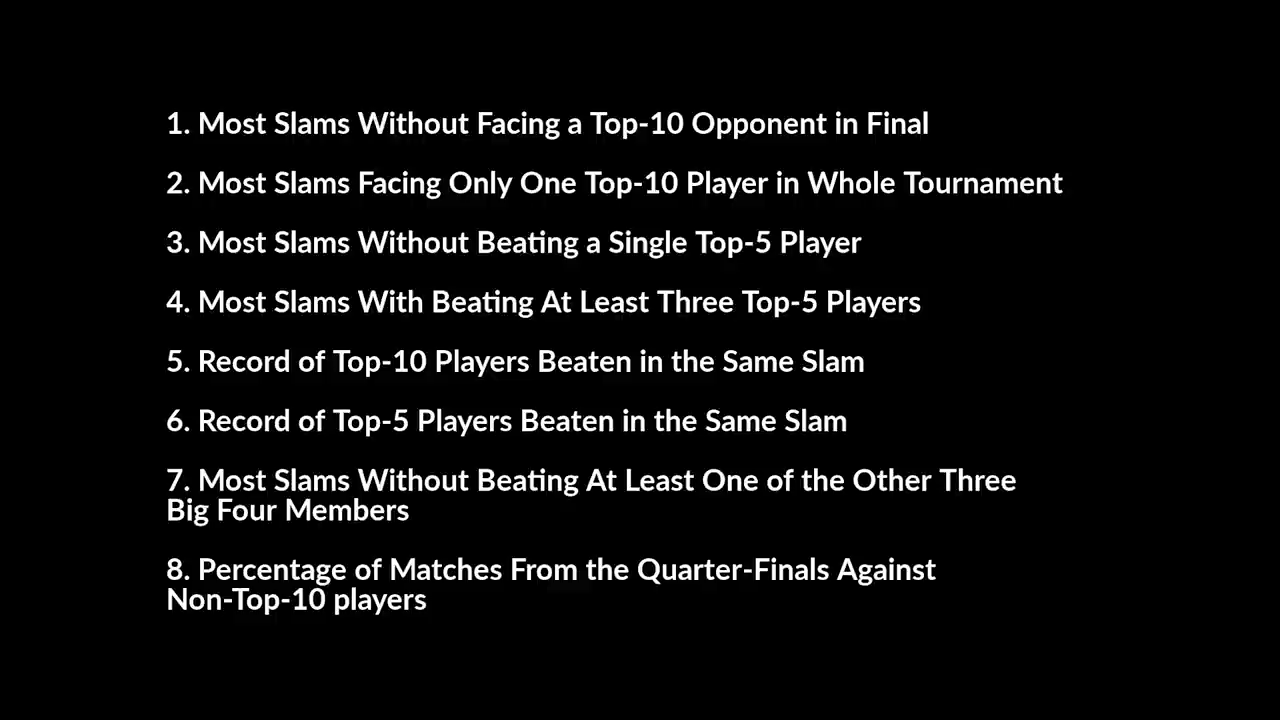 1. Most Slams Without Facing a Top-10 Opponent in Final
2. Most Slams Facing Only One Top-10 Player in Whole Tournament
3. Most Slams Without Beating a Single Top-5 Player
4. Most Slams With Beating At Least Three Top-5 Players
5. Record of Top-10 Players Beaten in the Same Slam
6. Record of Top-5 Players Beaten in the Same Slam
7. Most Slams Without Beating At Least One of the Other Three
Big Four Members
8. Percentage of Matches From the Quarter-Finals Against
Non-Top-10 players